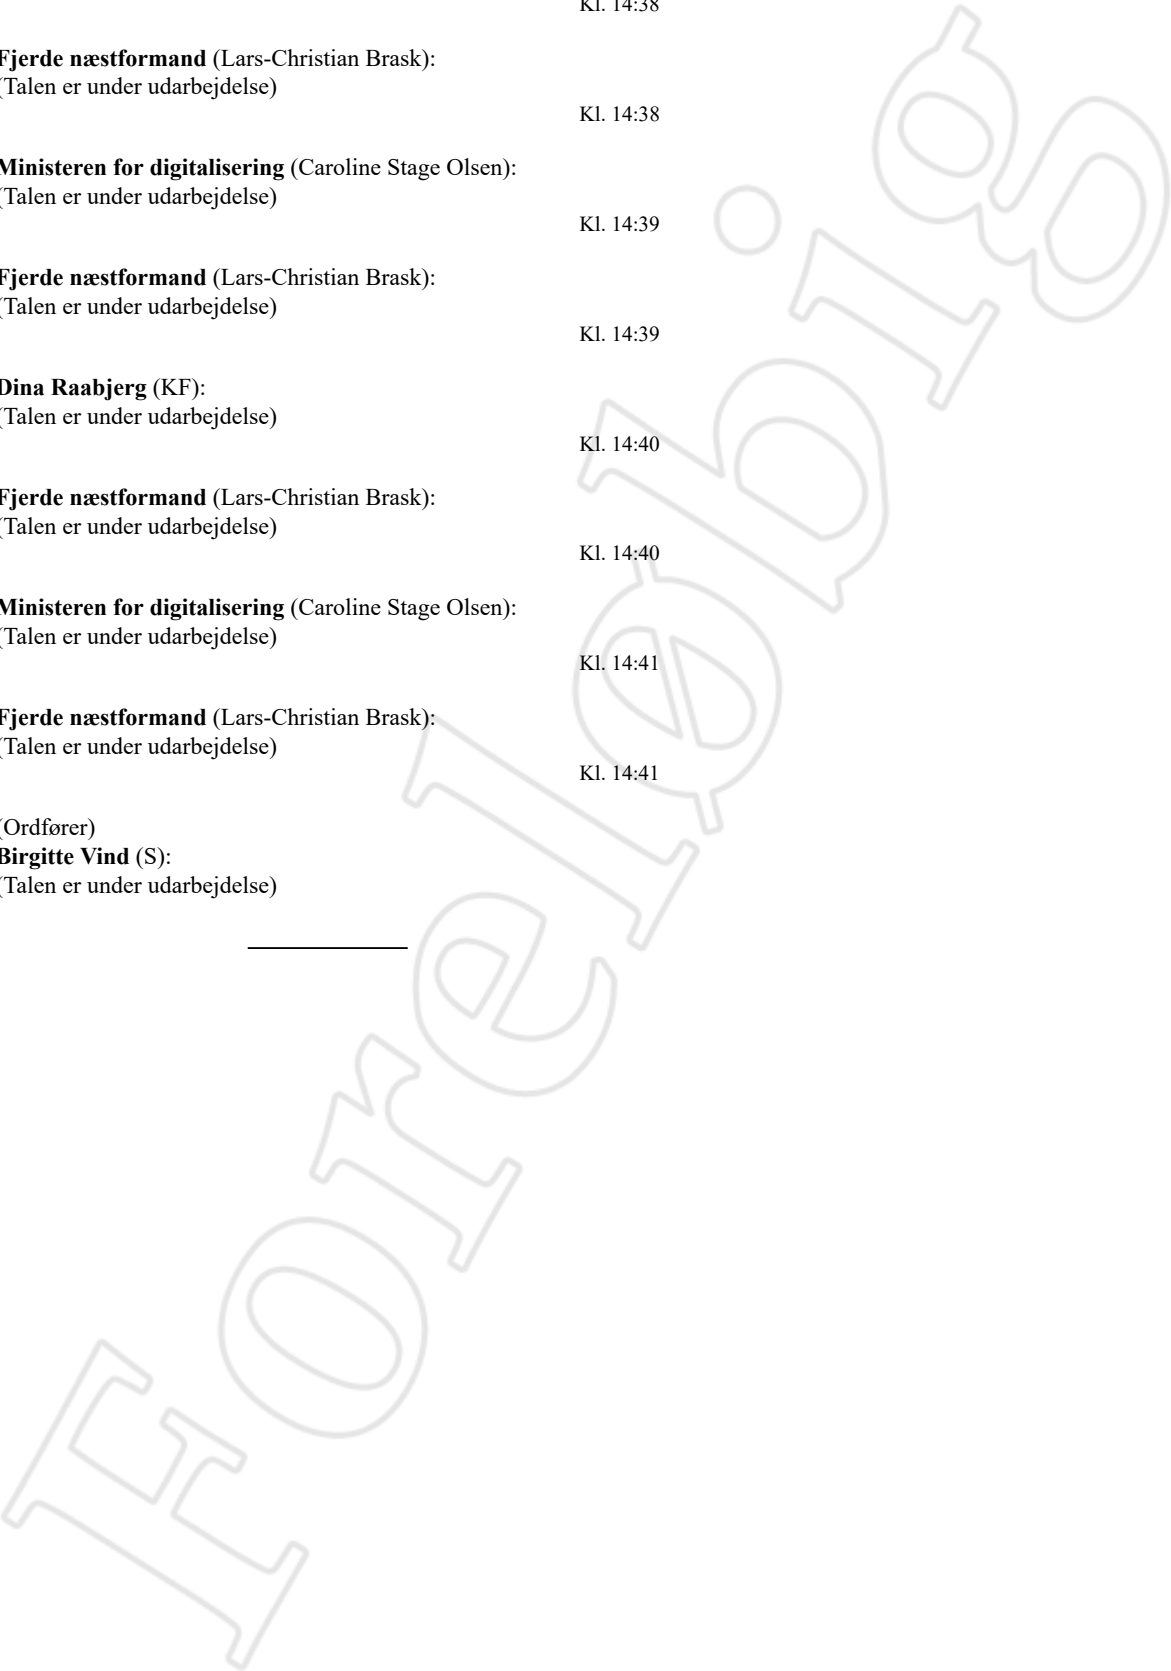 Kl. 14:38
Fjerde næstformand (Lars-Christian Brask):
(Talen er under udarbejdelse)
Kl. 14:38
Ministeren for digitalisering (Caroline Stage Olsen):
(Talen er under udarbejdelse)
Kl. 14:39
Fjerde næstformand (Lars-Christian Brask):
(Talen er under udarbejdelse)
Kl. 14:39
Dina Raabjerg (KF):
(Talen er under udarbejdelse)
Kl. 14:40
Fjerde næstformand (Lars-Christian Brask):
(Talen er under udarbejdelse)
Kl. 14:40
Ministeren for digitalisering (Caroline Stage Olsen):
(Talen er under udarbejdelse)
Kl. 14:41
Fjerde næstformand (Lars-Christian Brask):
(Talen er under udarbejdelse)
Kl. 14:41
(Ordfører)
Birgitte Vind (S):
(Talen er under udarbejdelse)
Foreløbig